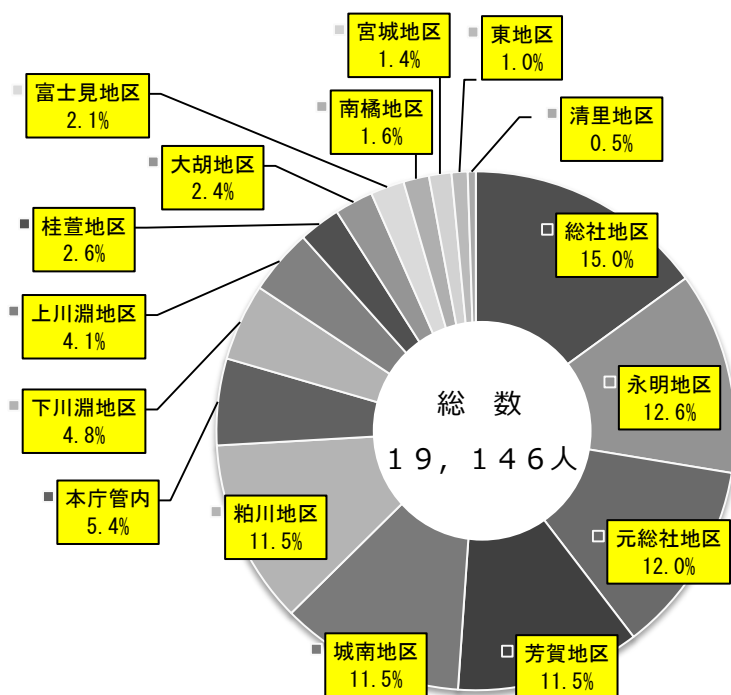 宮城地区
1.4%
東地区
1.0%
富士見地区
2.1%
南橘地区
1.6%
清里地区
0.5%
大胡地区
2.4%
桂萱地区
2.6%
総社地区
15.0%
上川淵地区
4.1%
永明地区
12.6%
下川淵地区
4.8%
総 数
19,146人
本庁管内
5.4%
粕川地区
11.5%
元総社地区
12.0%
城南地区
11.5%
芳賀地区
11.5%